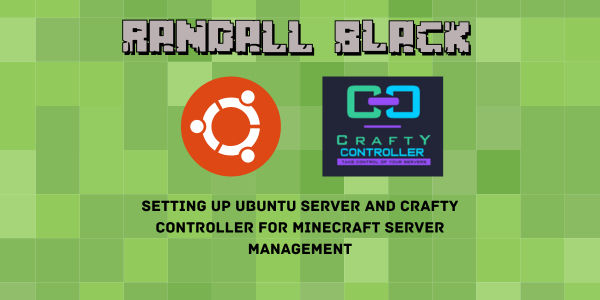 RANDALL BLACK
CRAFTY
CONTROLLER
TAKE CONTROL OF YOUR SERVERS
SETTING UP UBUNTU SERVER AND CRAFTY
CONTROLLER FOR MINECRAFT SERVER
MANAGEMENT